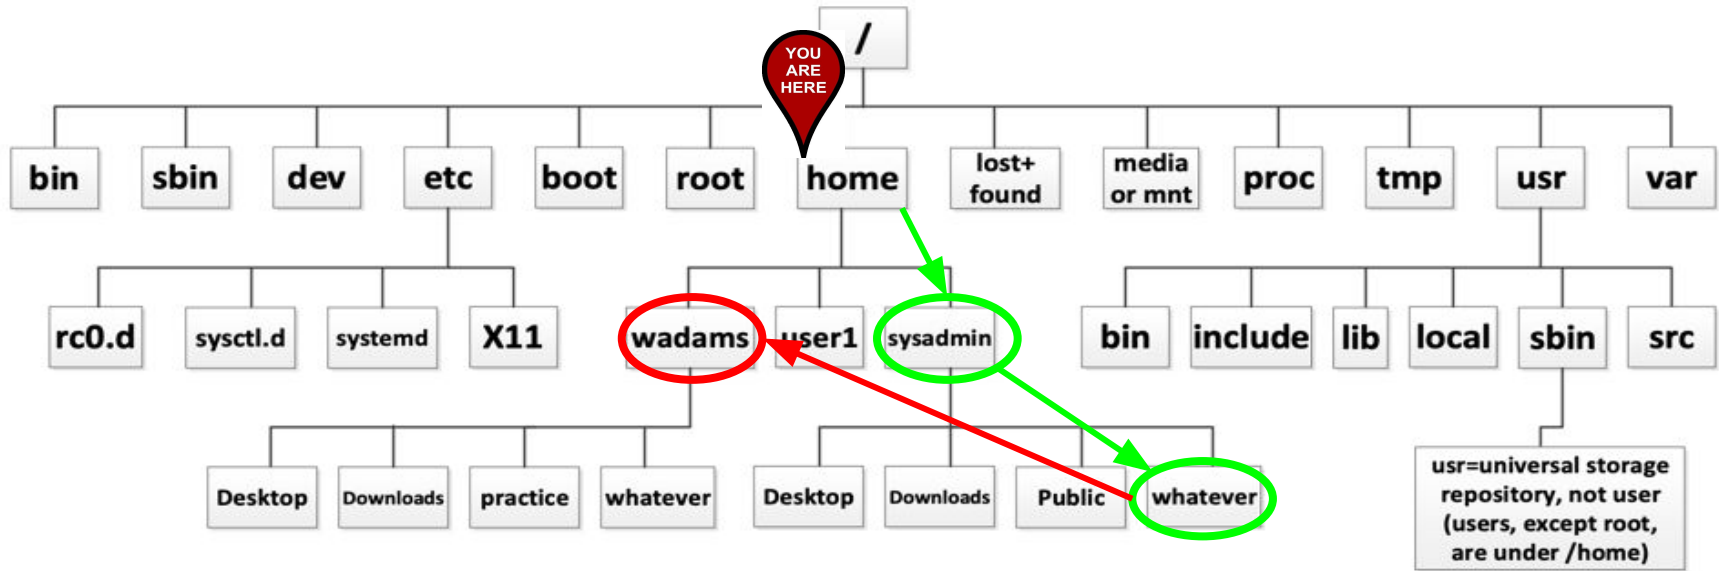 /
YOU
ARE
HERE
bin
sbin
dev
etc
boot
root
home
lost+
found
media
or mnt
proc
tmp
usr
var
rc0.d
sysctl.d
systemd
X11
wadams
user1
sysadmin
bin
include
lib
local
sbin
src
Desktop
Downloads
practice
whatever
Desktop
Downloads
Public
whatever
usr=universal storage
repository, not user
(users, except root,
are under /home)